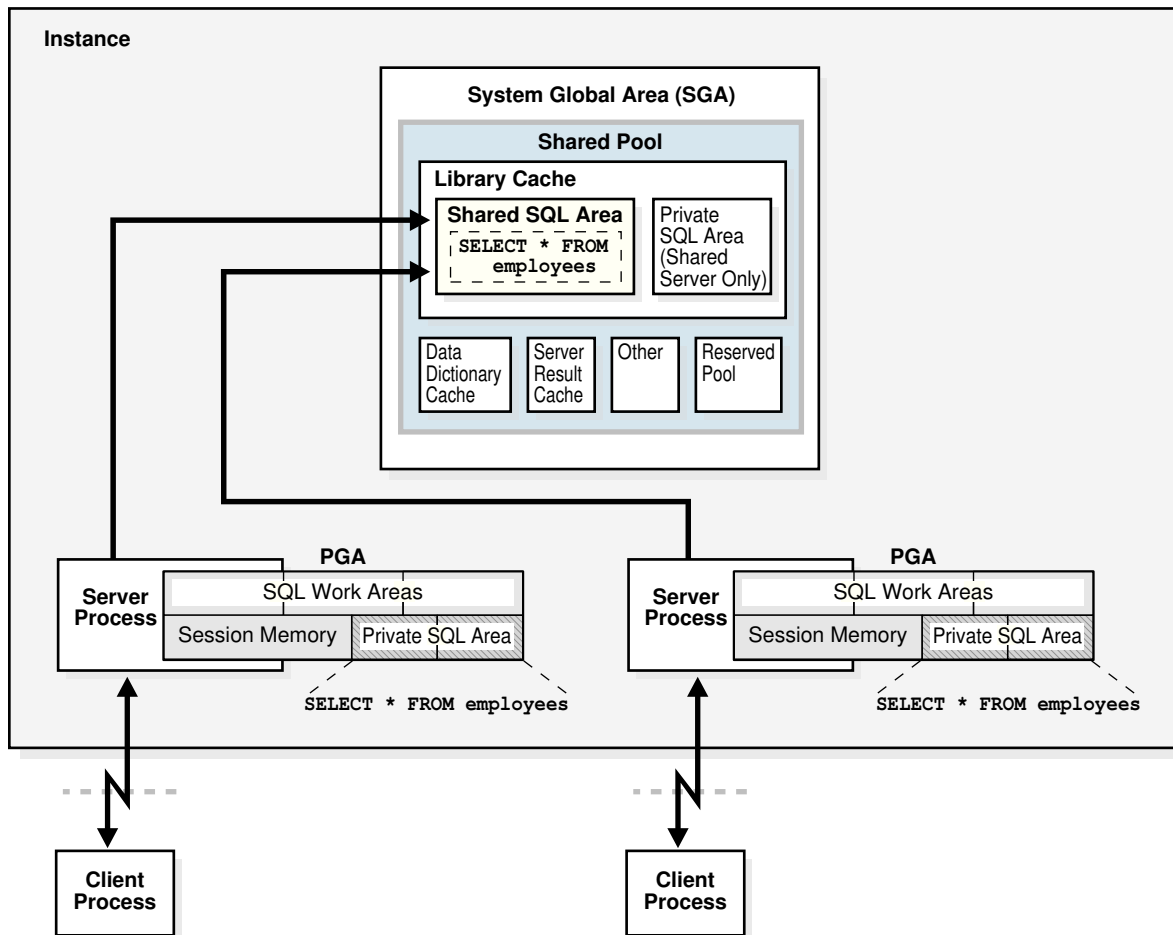 Instance
System Global Area (SGA)
Shared Pool
Library Cache
Shared SQL Area
SELECT * FROM
employees
Private
SQL Area
(Shared
Server Only)
Data
Dictionary
Cache
Server
Result
Cache
Other
Reserved
Pool
PGA
Server
Process
SQL Work Areas
Session Memory
Private SQL Area
SELECT * FROM employees
PGA
Server
Process
SQL Work Areas
Session Memory
Private SQL Area
SELECT * FROM employees
Client
Process
Client
Process